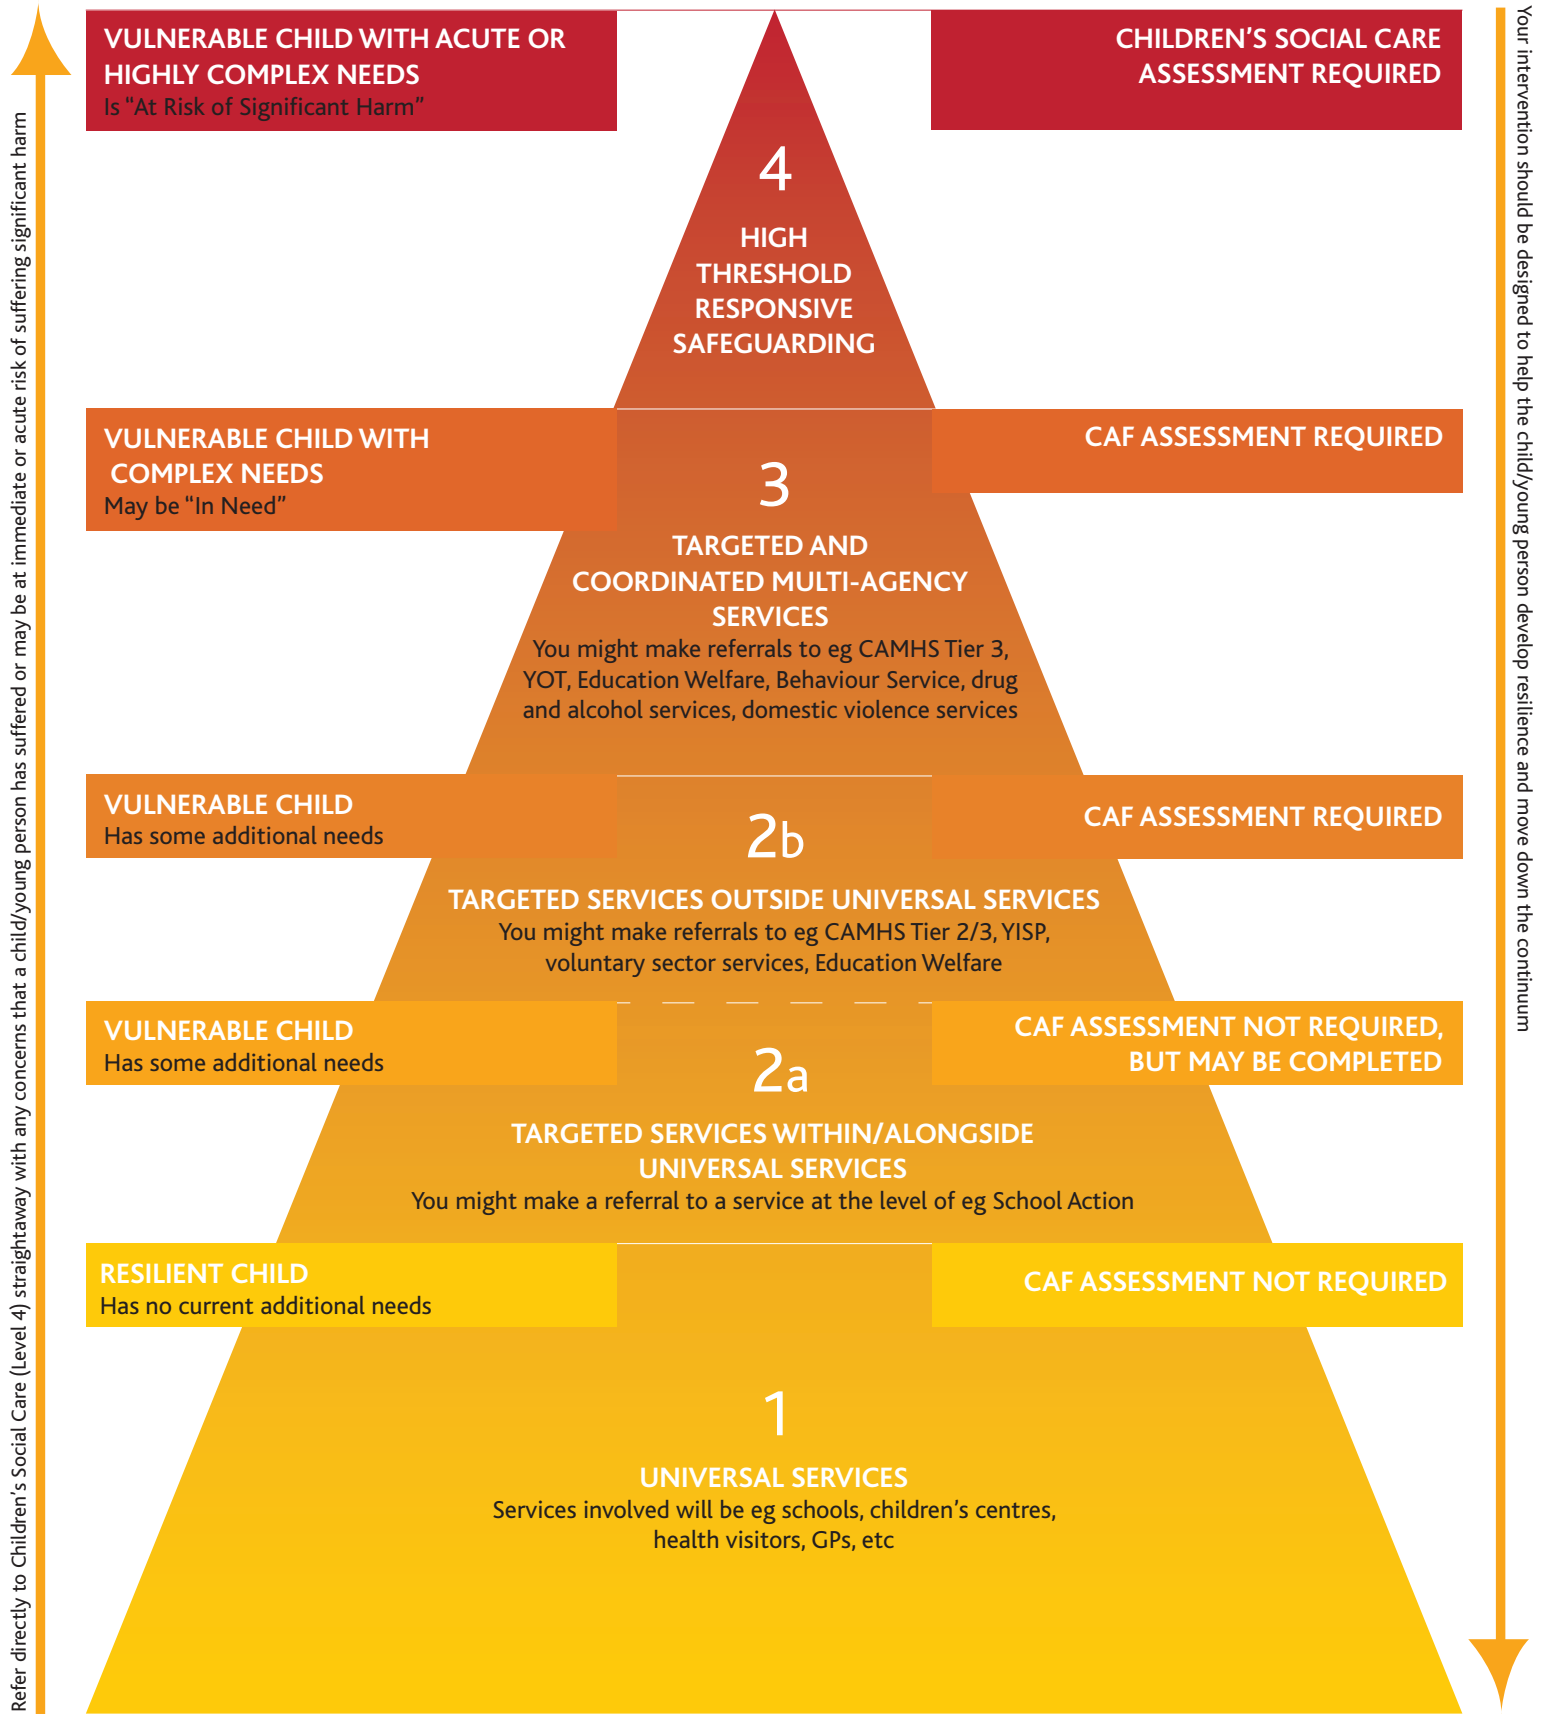 VULNERABLE CHILD WITH ACUTE OR
HIGHLY COMPLEX NEEDS
Is “At Risk of Significant Harm”
CHILDREN’S SOCIAL CARE
ASSESSMENT REQUIRED
4
HIGH
THRESHOLD
RESPONSIVE
SAFEGUARDING
VULNERABLE CHILD WITH
COMPLEX NEEDS
May be “In Need”
CAF ASSESSMENT REQUIRED
3
TARGETED AND
COORDINATED MULTI-AGENCY
SERVICES
You might make referrals to eg CAMHS Tier 3,
YOT, Education Welfare, Behaviour Service, drug
and alcohol services, domestic violence services
VULNERABLE CHILD
Has some additional needs
CAF ASSESSMENT REQUIRED
2b
TARGETED SERVICES OUTSIDE UNIVERSAL SERVICES
You might make referrals to eg CAMHS Tier 2/3, YISP,
voluntary sector services, Education Welfare
VULNERABLE CHILD
Has some additional needs
CAF ASSESSMENT NOT REQUIRED,
BUT MAY BE COMPLETED
2a
TARGETED SERVICES WITHIN/ALONGSIDE
UNIVERSAL SERVICES
You might make a referral to a service at the level of eg School Action
RESILIENT CHILD
Has no current additional needs
CAF ASSESSMENT NOT REQUIRED
1
UNIVERSAL SERVICES
Services involved will be eg schools, children’s centres,
health visitors, GPs, etc
Refer directly to Children’s Social Care (Level 4) straightaway with any concerns that a child/young person has suffered or may be at immediate or acute risk of suffering significant harm
Your intervention should be designed to help the child/young person develop resilience and move down the continuum